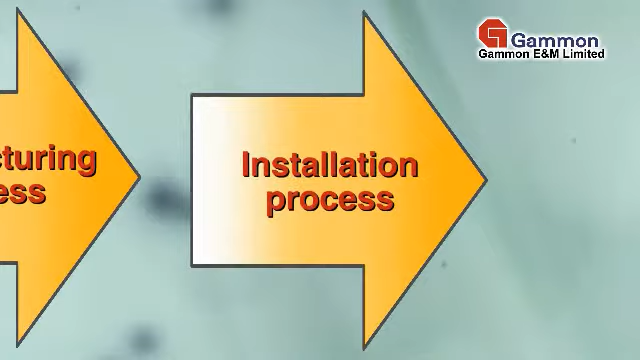 Gammon
Gammon E&M Limited
cturing
ess
Installation
process